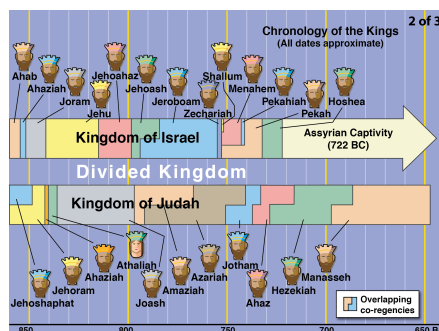 2 of 3
Chronology of the Kings
(All dates approximate)
Ahab
Ahaziah
Joram
Jehu
Jehoahaz
Jehoash
Jeroboam
Zechariah
Shallum
Menahem
Pekahiah
Pekah
Hoshea
Kingdom of Israel
Assyrian Captivity
(722 BC)
Divided Kingdom
Kingdom of Judah
Jehoshaphat
Jehoram
Ahaziah
Athaliah
Joash
Amaziah
Azariah
Jotham
Ahaz
Hezekiah
Manasseh
Overlapping
co-regencies
850
800
750
700
650 B